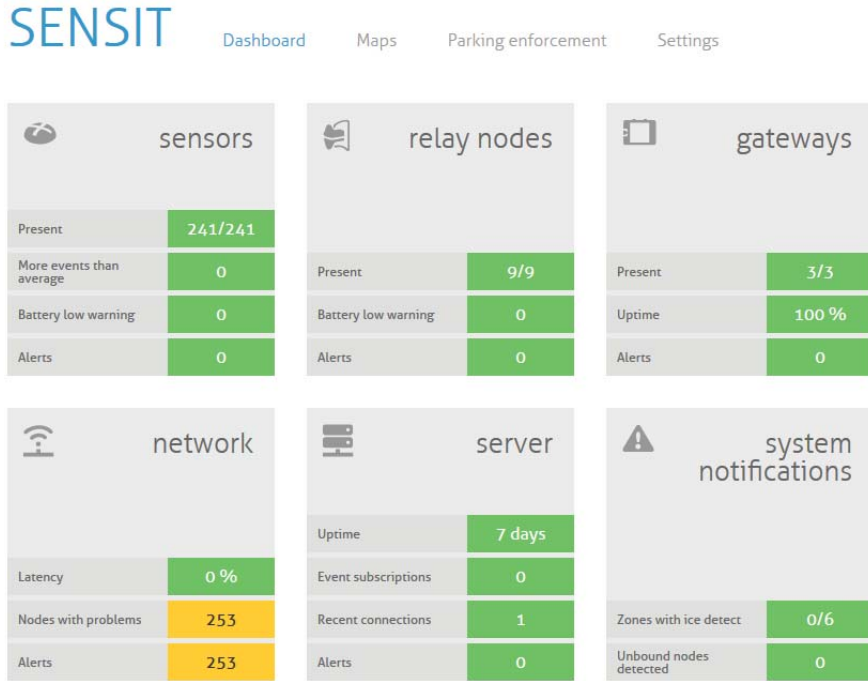 SENSIT
Dashboard Maps Parking enforcement Settings
sensors
Present 241/241
More events than
average 0
Battery low warning 0
Alerts 0
relay nodes
Present 9/9
Battery low warning 0
Alerts 0
gateways
Present 3/3
Uptime 100 %
Alerts 0
network
Latency 0 %
Nodes with problems 253
Alerts 253
server
Uptime 7 days
Event subscriptions 0
Recent connections 1
Alerts 0
system
notifications
Zones with ice detect 0/6
Unbound nodes
detected 0